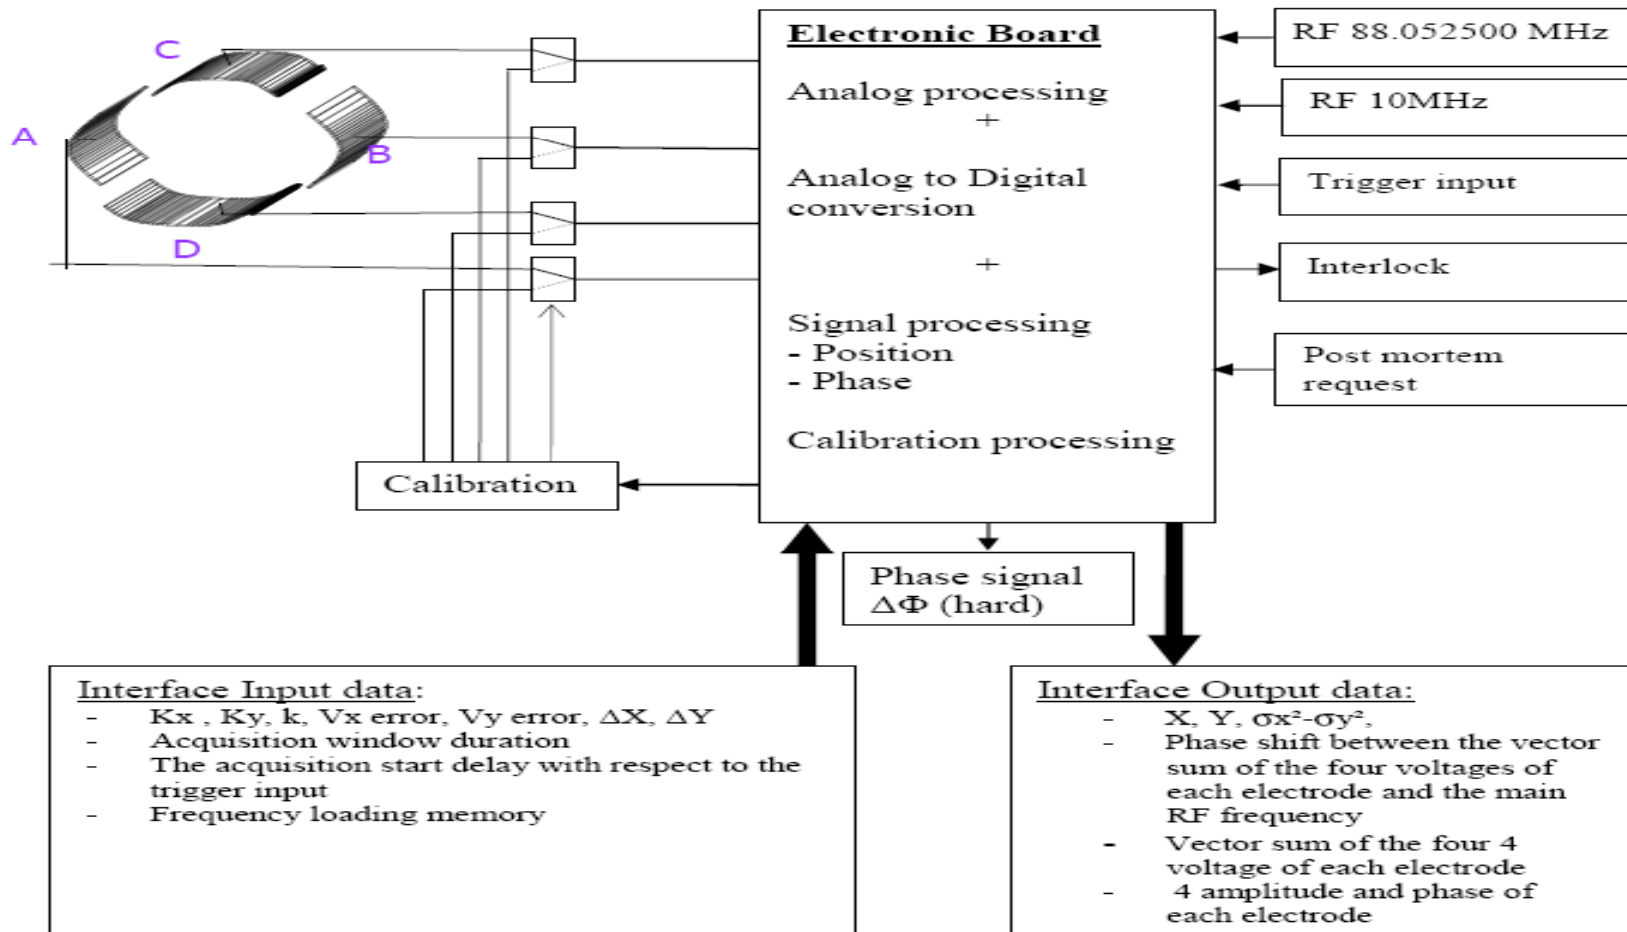 C
A
B
D
Electronic Board
Analog processing
+
Analog to Digital
conversion
+
Signal processing
- Position
- Phase
Calibration processing
RF 88.052500 MHz
RF 10MHz
Trigger input
Interlock
Post mortem
request
Calibration
Phase signal
ΔΦ (hard)
Interface Input data:
- Kx , Ky, k, Vx error, Vy error, ΔX, ΔY
- Acquisition window duration
- The acquisition start delay with respect to the
trigger input
- Frequency loading memory
Interface Output data:
- X, Y, σx²-σy²,
- Phase shift between the vector
sum of the four voltages of
each electrode and the main
RF frequency
- Vector sum of the four 4
voltage of each electrode
- 4 amplitude and phase of
each electrode